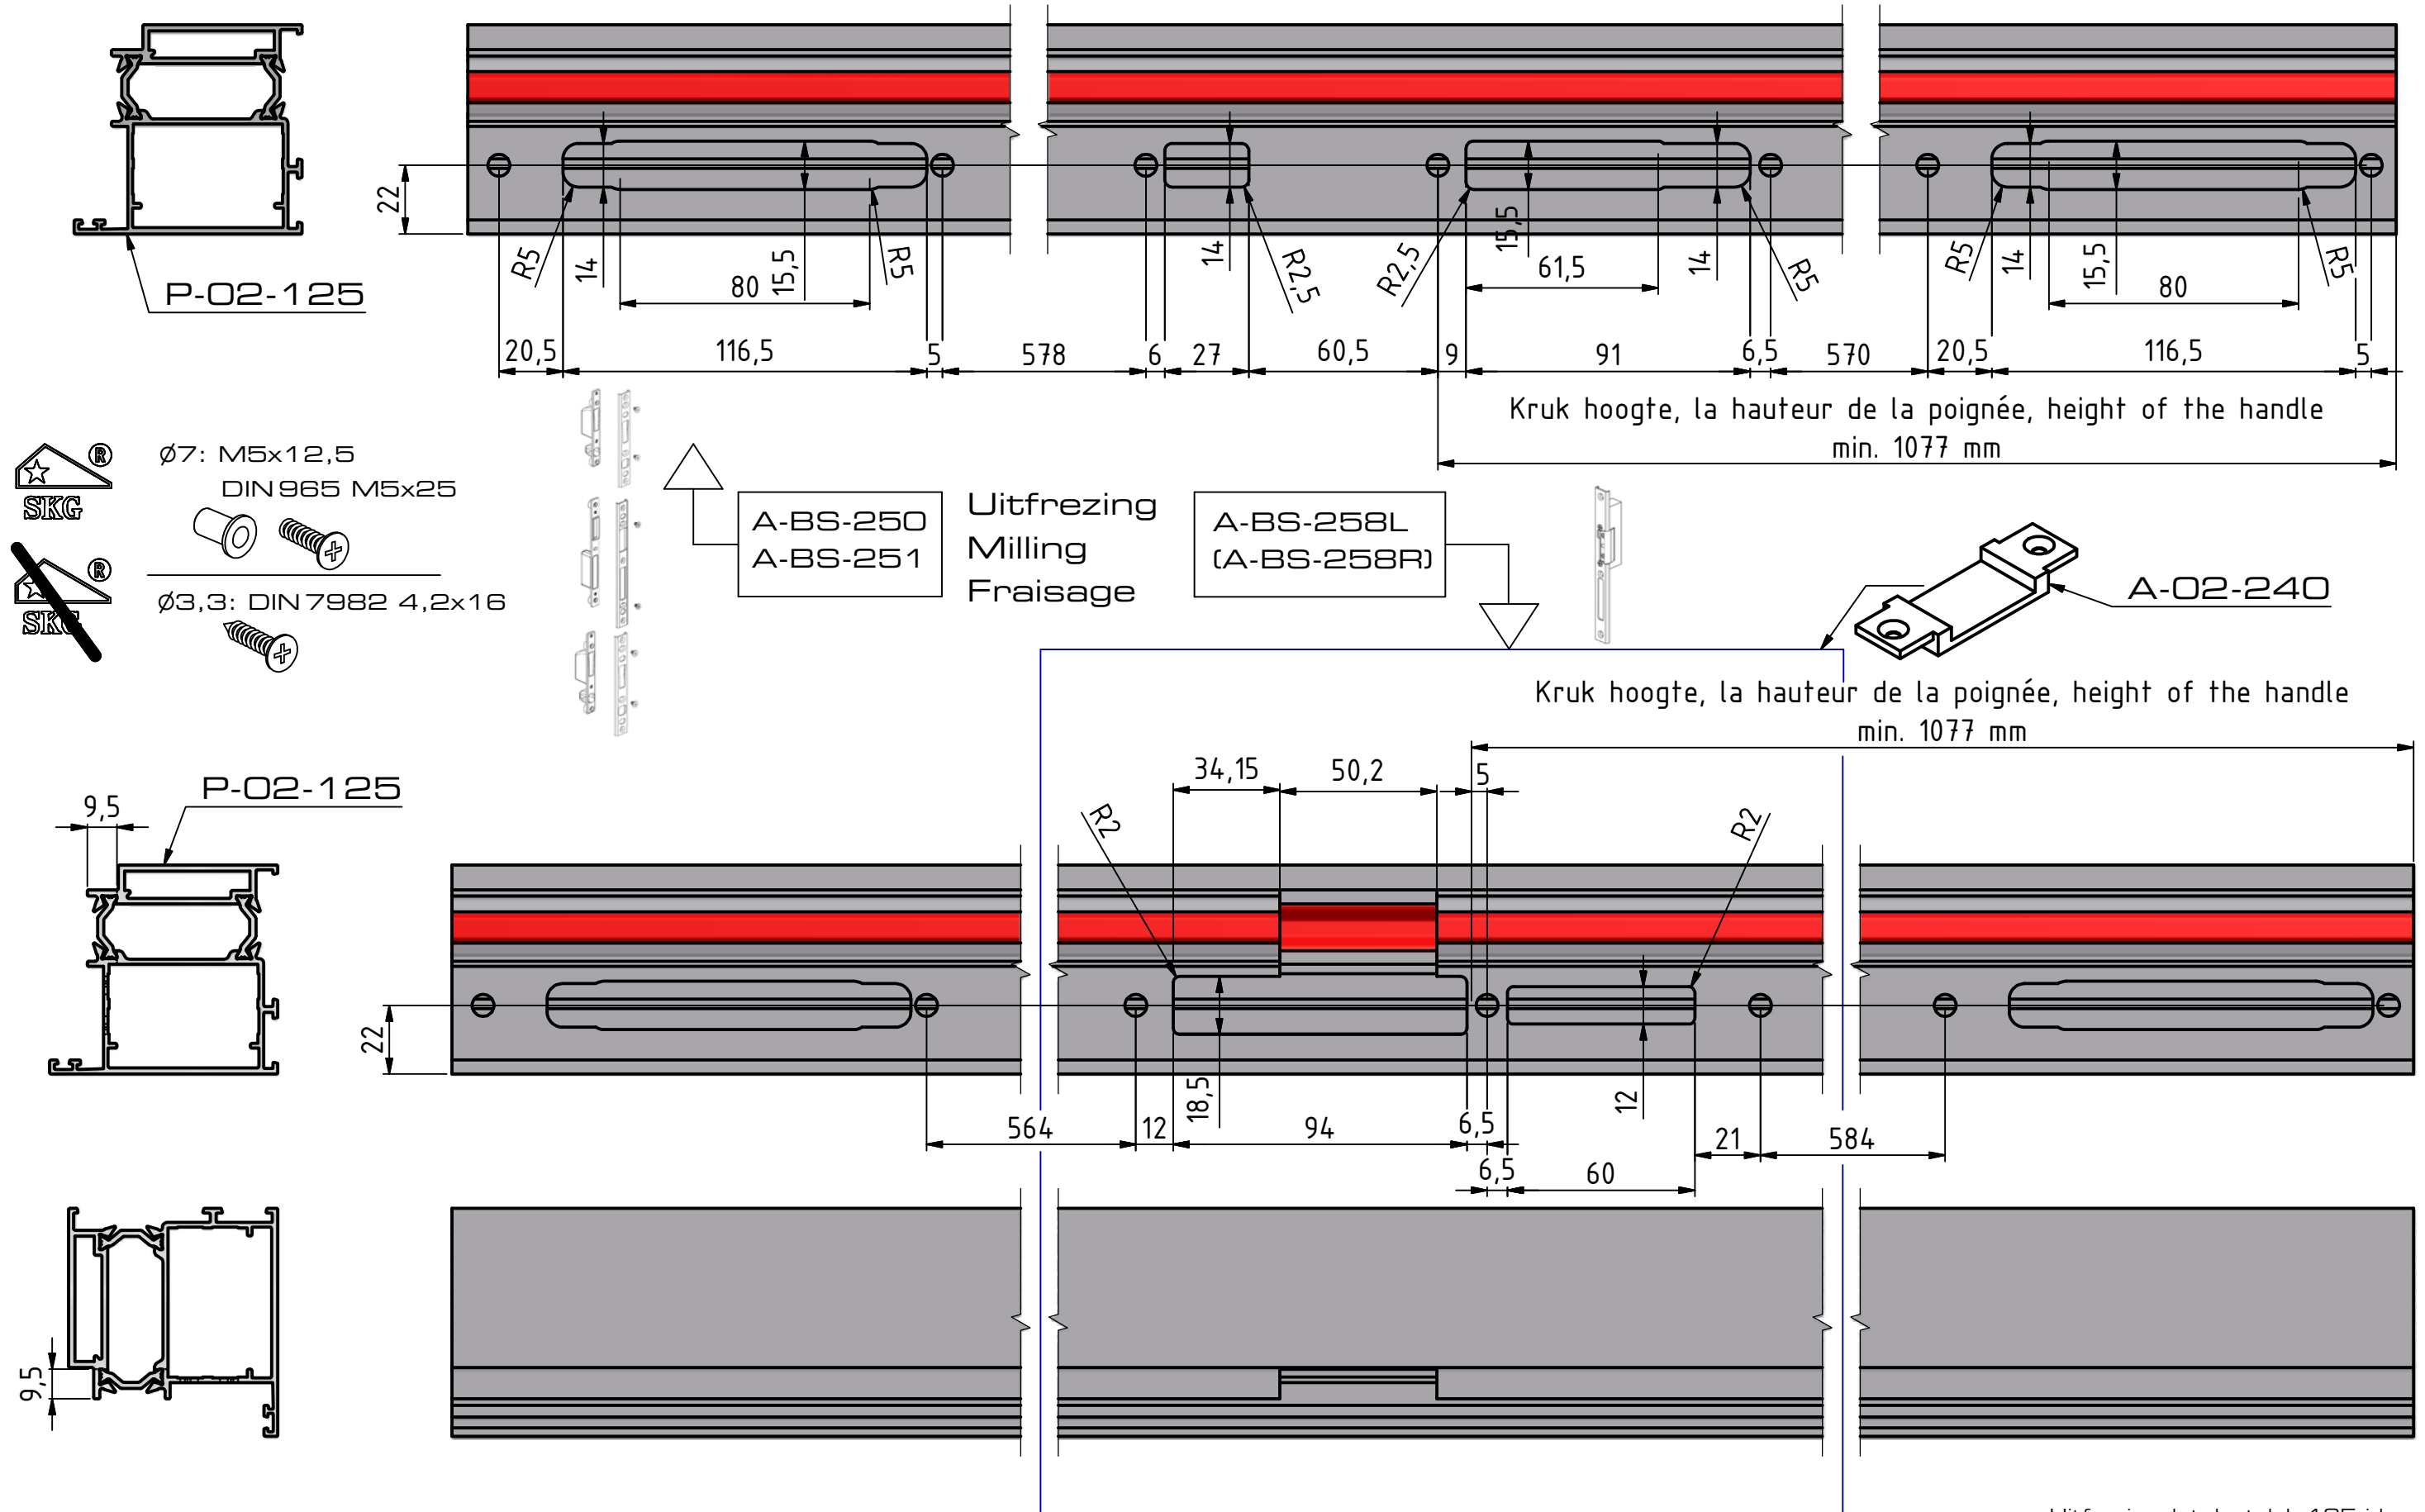 22
R5
14
80
15,5
R5
14
R2,5
R2,5
15,5
61,5
14
R5
R5
14
15,5
80
R5
P-02-125
20,5
116,5
5
578
6
27
60,5
9
91
6,5
570
20,5
116,5
5
Kruk hoogte, la hauteur de la poignée, height of the handle
min. 1077 mm
®
SKG
Ø7: M5x12,5
DIN 965 M5x25
®
SKG
Ø3,3: DIN 7982 4,2x16
A-BS-250
A-BS-251
Uitfrezing
Milling
Fraisage
A-BS-258L
(A-BS-258R)
A-02-240
Kruk hoogte, la hauteur de la poignée, height of the handle
min. 1077 mm
P-02-125
9,5
34,15
50,2
5
R2
R2
22
18,5
12
564
12
94
6,5
21
584
6,5
60
9,5